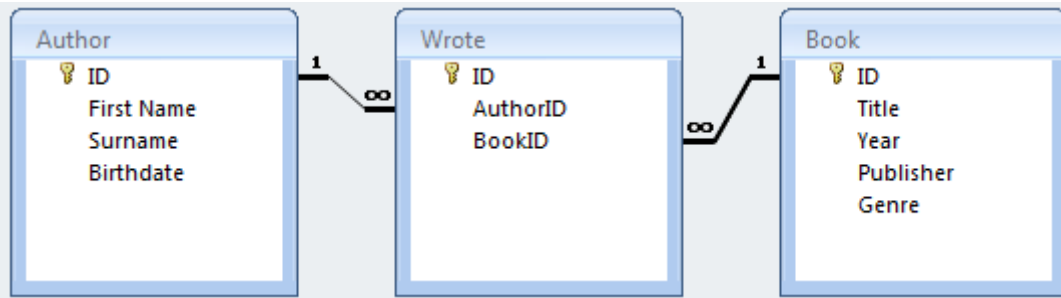 Author
ID
First Name
Surname
Birthdate
1
∞
Wrote
ID
AuthorID
BookID
∞
1
Book
ID
Title
Year
Publisher
Genre